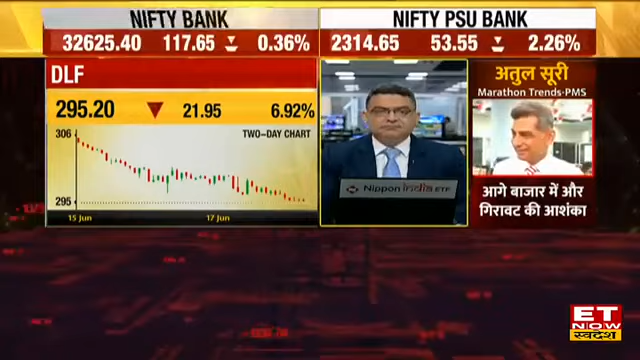 NIFTY BANK
32625.40 117.65 0.36%
NIFTY PSU BANK
2314.65 53.55 2.26%
DLF
295.20 21.95 6.92%
306
TWO-DAY CHART
295
15 Jun 17 Jun
Nippon india ETF
अतुल सूरी
Marathon Trends-PMS
आगे बाजार में और
गिरावट की आशंका
ET
NOW
स्वदेश